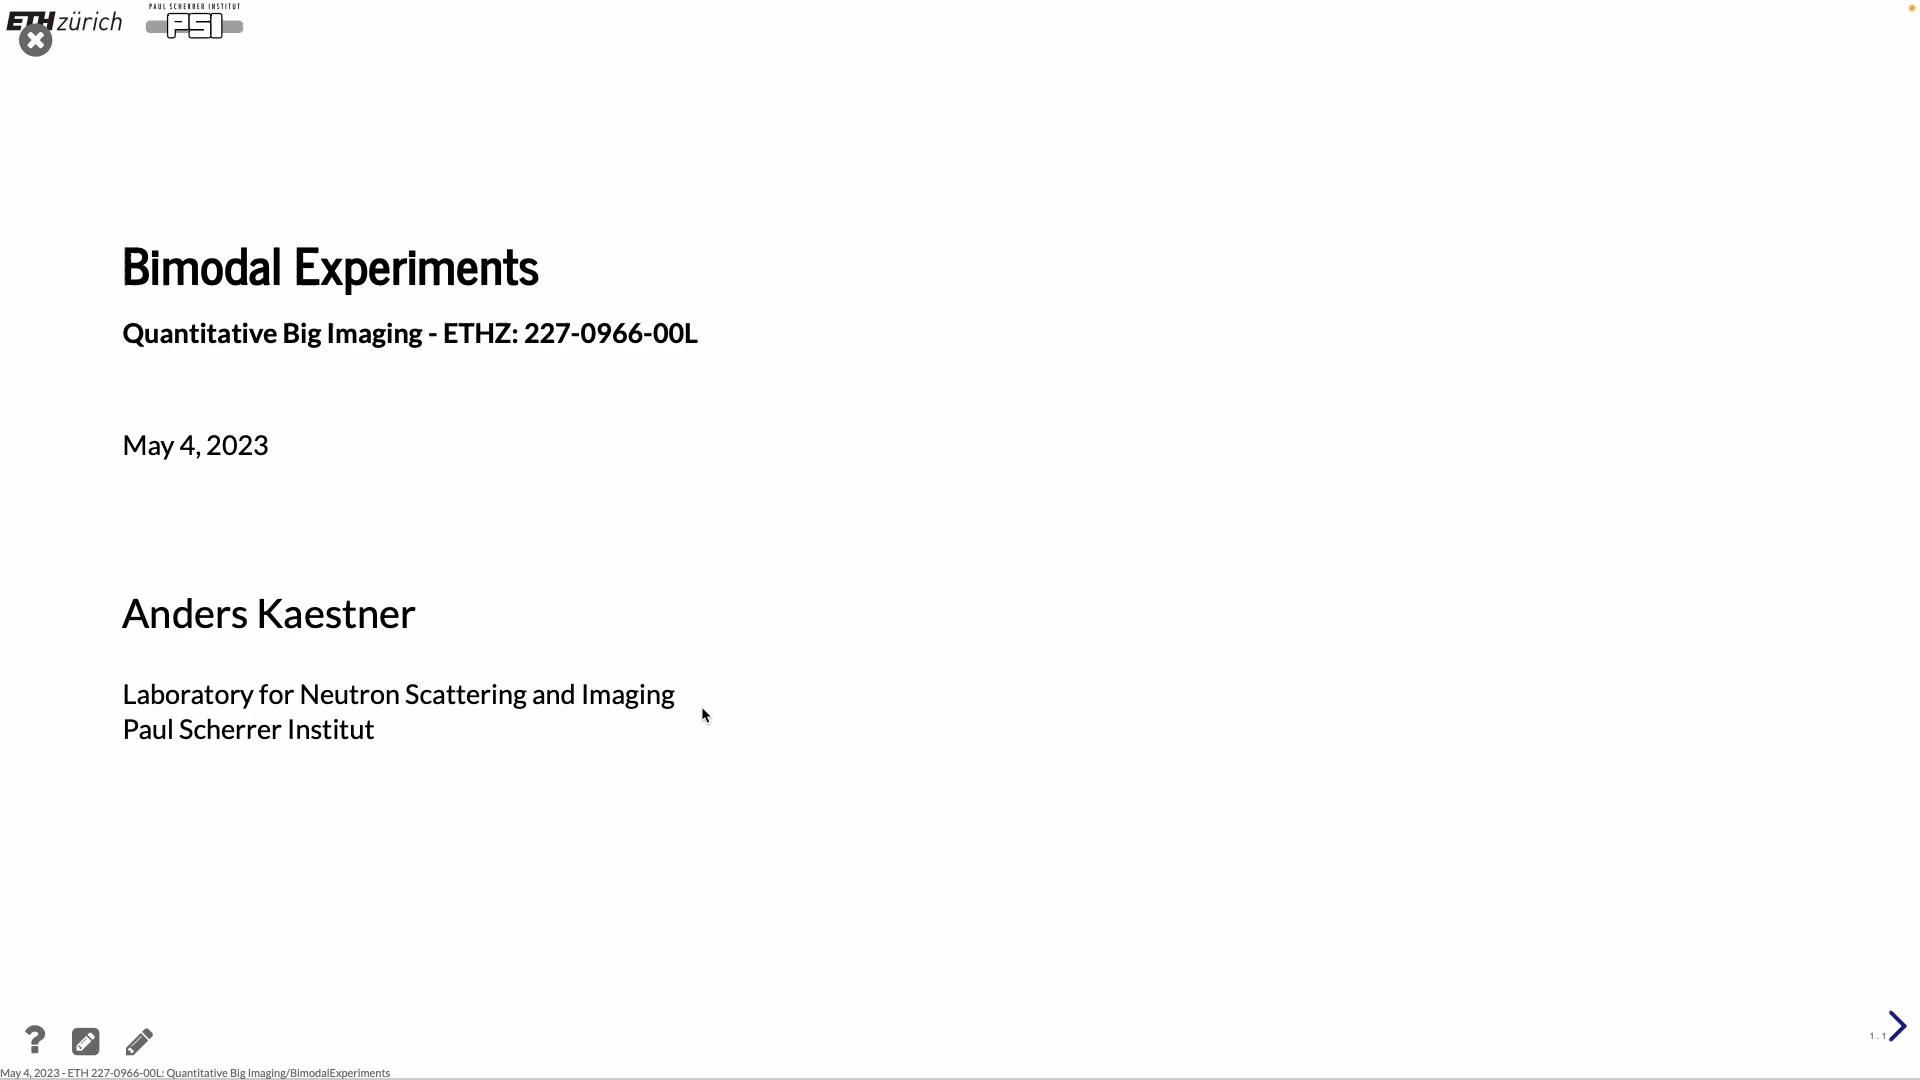 ETH zürich
PAUL SCHERRER INSTITUT
PSI
Bimodal Experiments
Quantitative Big Imaging - ETHZ: 227-0966-00L
May 4, 2023
Anders Kaestner
Laboratory for Neutron Scattering and Imaging
Paul Scherrer Institut
1.1
May 4, 2023 - ETH 227-0966-00L: Quantitative Big Imaging/BimodalExperiments